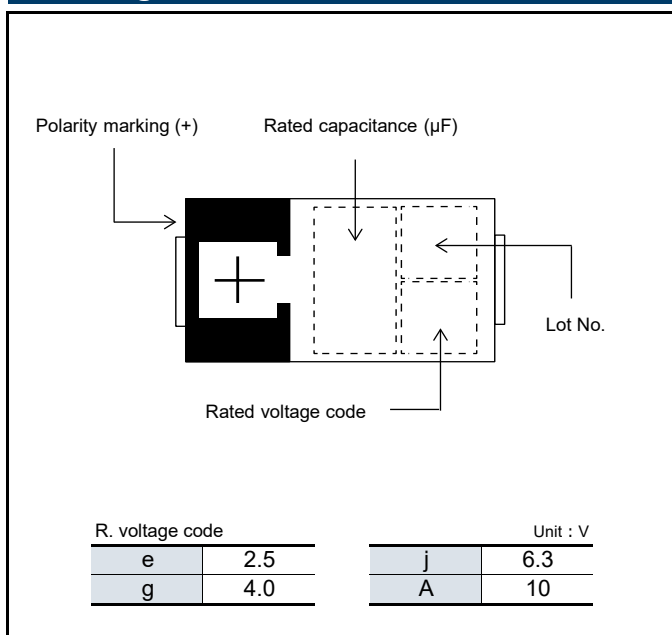 Polarity marking (+)
Rated capacitance (µF)
Lot No.
Rated voltage code
R. voltage code
Unit : V
e 2.5 j 6.3
g 4.0 A 10